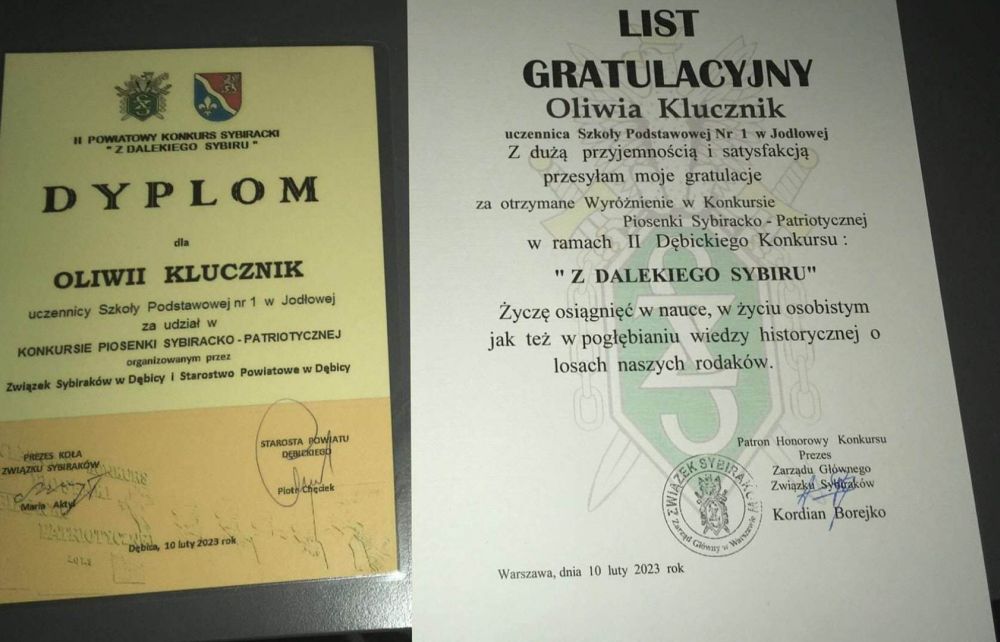 II POWIATOWY KONKURS SYBIRACKI
" Z DALEKIEGO SYBIRU "
DYPLOM
dla
OLIWII KLUCZNIK
uczennicy Szkoły Podstawowej nr 1 w Jodłowej
za udział w
KONKURSIE PIOSENKI SYBIRACKO - PATRIOTYCZNEJ
organizowanym przez
Związek Sybiraków w Dębicy i Starostwo Powiatowe w Dębicy
PREZES KOŁA
ZWIĄZKU SYBIRAKÓW
Maria Aktyl
STAROSTA POWIATU
DĘBICKIEGO
Piotr Chęciek
KONKURS
PATRIOTYCZNEJ
Dębica, 10 luty 2023 rok
LIST
GRATULACYJNY
Oliwia Klucznik
uczennica Szkoły Podstawowej Nr 1 w Jodłowej
Z dużą przyjemnością i satysfakcją
przesyłam moje gratulacje
za otrzymane Wyróżnienie w Konkursie
Piosenki Sybiracko - Patriotycznej
w ramach II Dębickiego Konkursu :
" Z DALEKIEGO SYBIRU"
Życzę osiągnięć w nauce, w życiu osobistym
jak też w pogłębianiu wiedzy historycznej o
losach naszych rodaków.
Patron Honorowy Konkursu
Prezes
Zarządu Głównego
Związku Sybiraków
Kordian Borejko
ZWIĄZEK SYBIRAKÓW
Zarząd Główny w Warszawie
Warszawa, dnia 10 luty 2023 rok